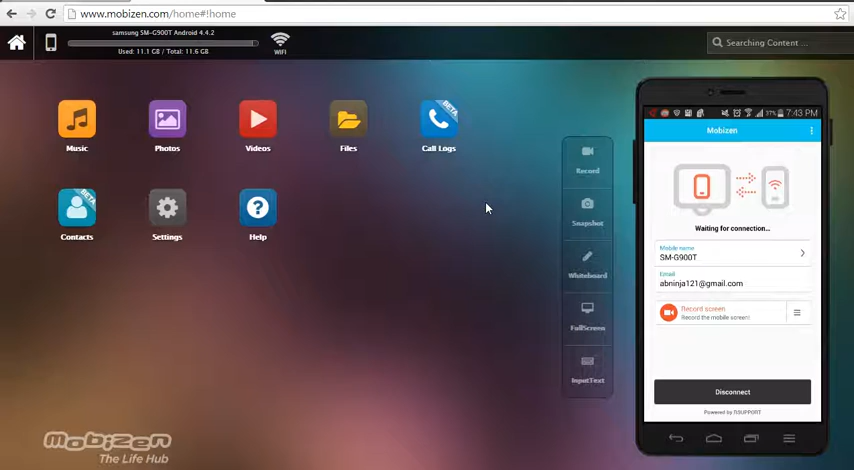 www.mobizen.com/home#!home
samsung SM-G900T Android 4.4.2
Used: 11.1 GB / Total: 11.6 GB
WiFi
Searching Content ...
Music
Photos
Videos
Files
BETA
Call Logs
BETA
Contacts
Settings
?
Help
Record
Snapshot
Whiteboard
FullScreen
InputText
37% 7:43 PM
Mobizen
Waiting for connection...
Mobile name
SM-G900T
Email
abninja121@gmail.com
Record screen
Record the mobile screen!
Disconnect
Powered by RSUPPORT
mobizen
The Life Hub